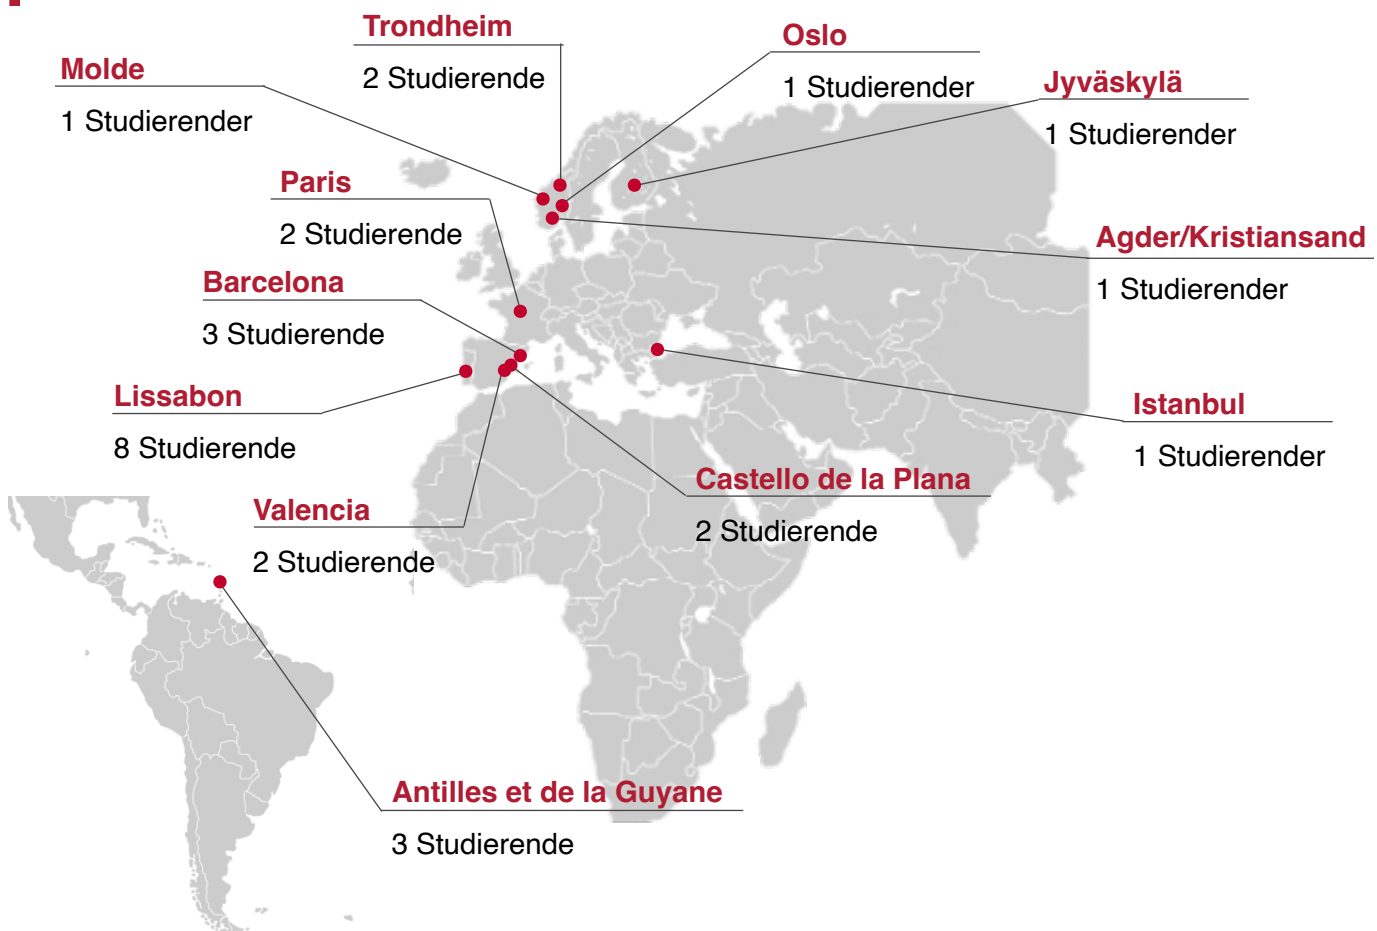 Trondheim
2 Studierende
Oslo
1 Studierender
Molde
1 Studierender
Jyväskylä
1 Studierender
Paris
2 Studierende
Agder/Kristiansand
1 Studierender
Barcelona
3 Studierende
Lissabon
8 Studierende
Istanbul
1 Studierender
Castello de la Plana
2 Studierende
Valencia
2 Studierende
Antilles et de la Guyane
3 Studierende